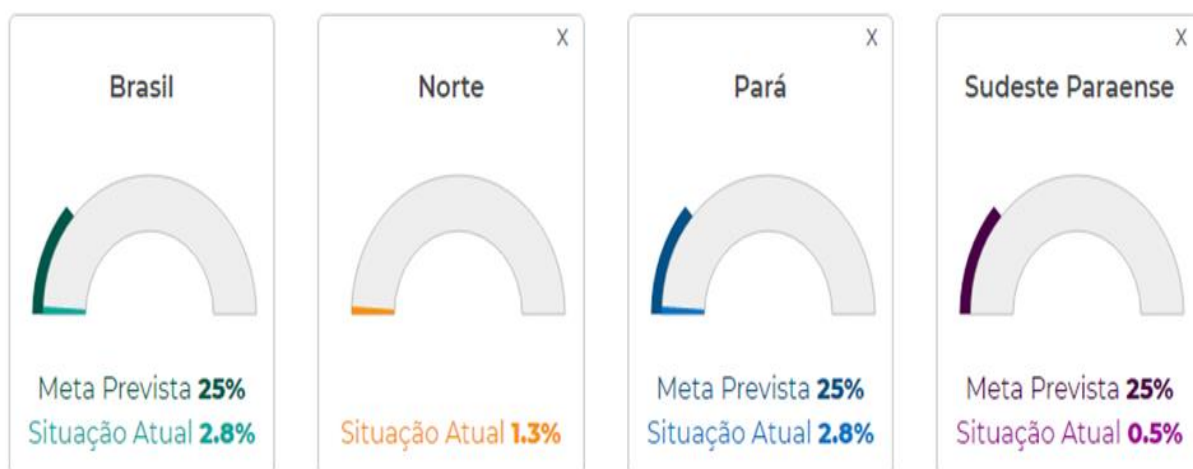 X
X
X
Brasil
Norte
Pará
Sudeste Paraense
Meta Prevista 25%
Situação Atual 2.8%
Situação Atual 1.3%
Meta Prevista 25%
Situação Atual 2.8%
Meta Prevista 25%
Situação Atual 0.5%